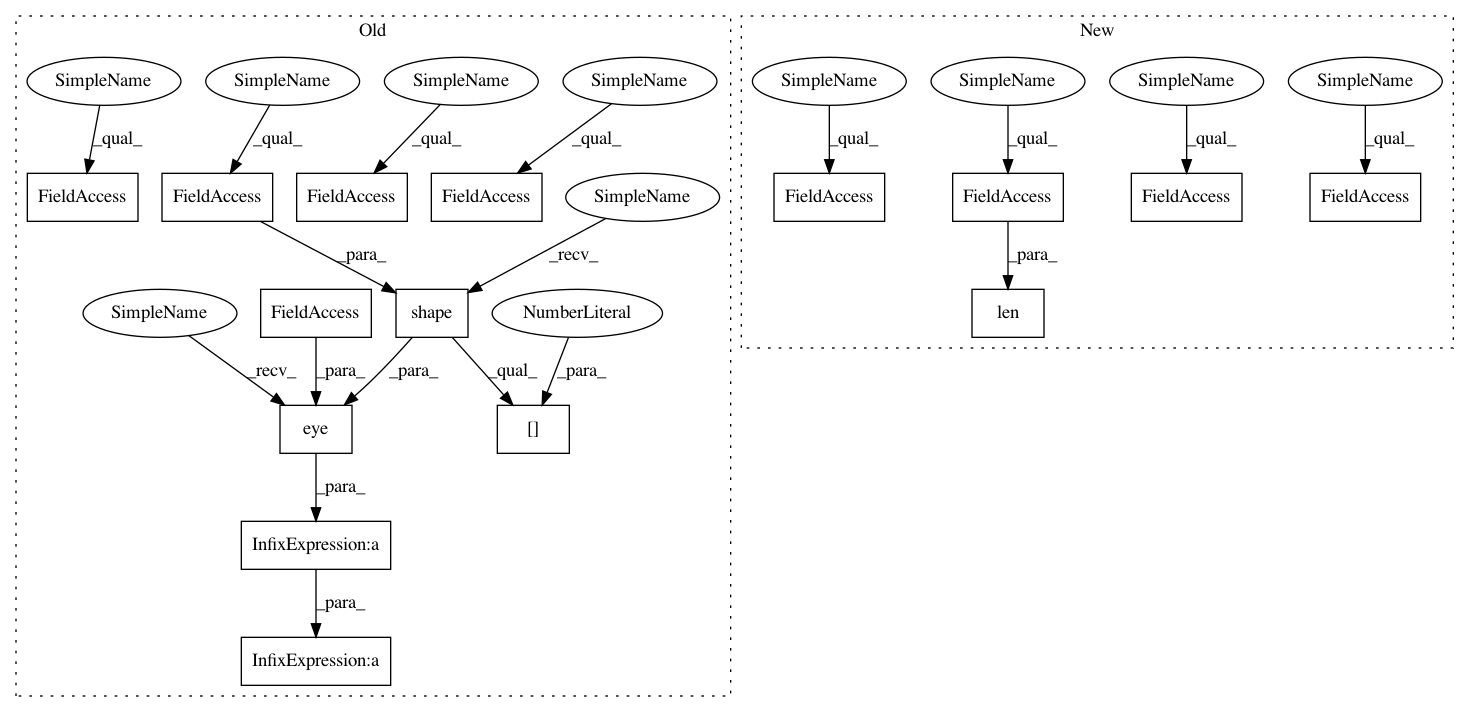 Old
New
SimpleName
SimpleName
SimpleName
SimpleName
SimpleName
SimpleName
SimpleName
SimpleName
_qual_
_qual_
_qual_
_qual_
_qual_
_qual_
_qual_
_qual_
FieldAccess
FieldAccess
FieldAccess
FieldAccess
SimpleName
FieldAccess
FieldAccess
FieldAccess
FieldAccess
_para_
_recv_
_para_
SimpleName
FieldAccess
shape
NumberLiteral
len
_recv_
_para_
_para_
_qual_
_para_
eye
[]
_para_
InfixExpression:a
_para_
InfixExpression:a